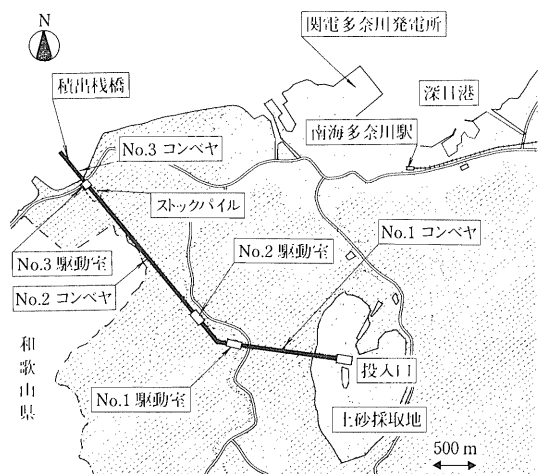 N
関電多奈川発電所
積出桟橋
深日港
No.3 コンベヤ
南海多奈川駅
ストックパイル
No.1 コンベヤ
No.2 駆動室
No.3 駆動室
No.2 コンベヤ
和歌山県
投入口
No.1 駆動室
土砂採取地
500 m